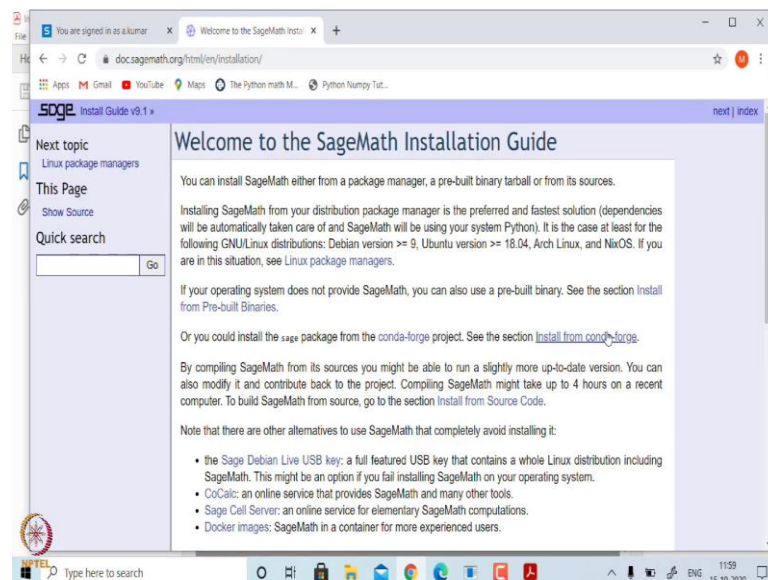 File
You are signed in as a.kumar
Welcome to the SageMath Insta
doc.sagemath.org/html/en/installation/
M
Apps
Gmail
YouTube
Maps
The Python math M...
Python Numpy Tut...
Install Guide v9.1 »
next | index
Next topic
Linux package managers
This Page
Show Source
Quick search
Go
Welcome to the SageMath Installation Guide
You can install SageMath either from a package manager, a pre-built binary tarball or from its sources.
Installing SageMath from your distribution package manager is the preferred and fastest solution (dependencies
will be automatically taken care of and SageMath will be using your system Python). It is the case at least for the
following GNU/Linux distributions: Debian version >= 9, Ubuntu version >= 18.04, Arch Linux, and NixOS. If you
are in this situation, see Linux package managers.
If your operating system does not provide SageMath, you can also use a pre-built binary. See the section Install
from Pre-built Binaries.
Or you could install the sage package from the conda-forge project. See the section Install from conda-forge.
By compiling SageMath from its sources you might be able to run a slightly more up-to-date version. You can
also modify it and contribute back to the project. Compiling SageMath might take up to 4 hours on a recent
computer. To build SageMath from source, go to the section Install from Source Code.
Note that there are other alternatives to use SageMath that completely avoid installing it:
• the Sage Debian Live USB key: a full featured USB key that contains a whole Linux distribution including
SageMath. This might be an option if you fail installing SageMath on your operating system.
• CoCalc: an online service that provides SageMath and many other tools.
• Sage Cell Server: an online service for elementary SageMath computations.
• Docker images: SageMath in a container for more experienced users.
NPTEL
Type here to search
ENG
11:59
15-10-2020